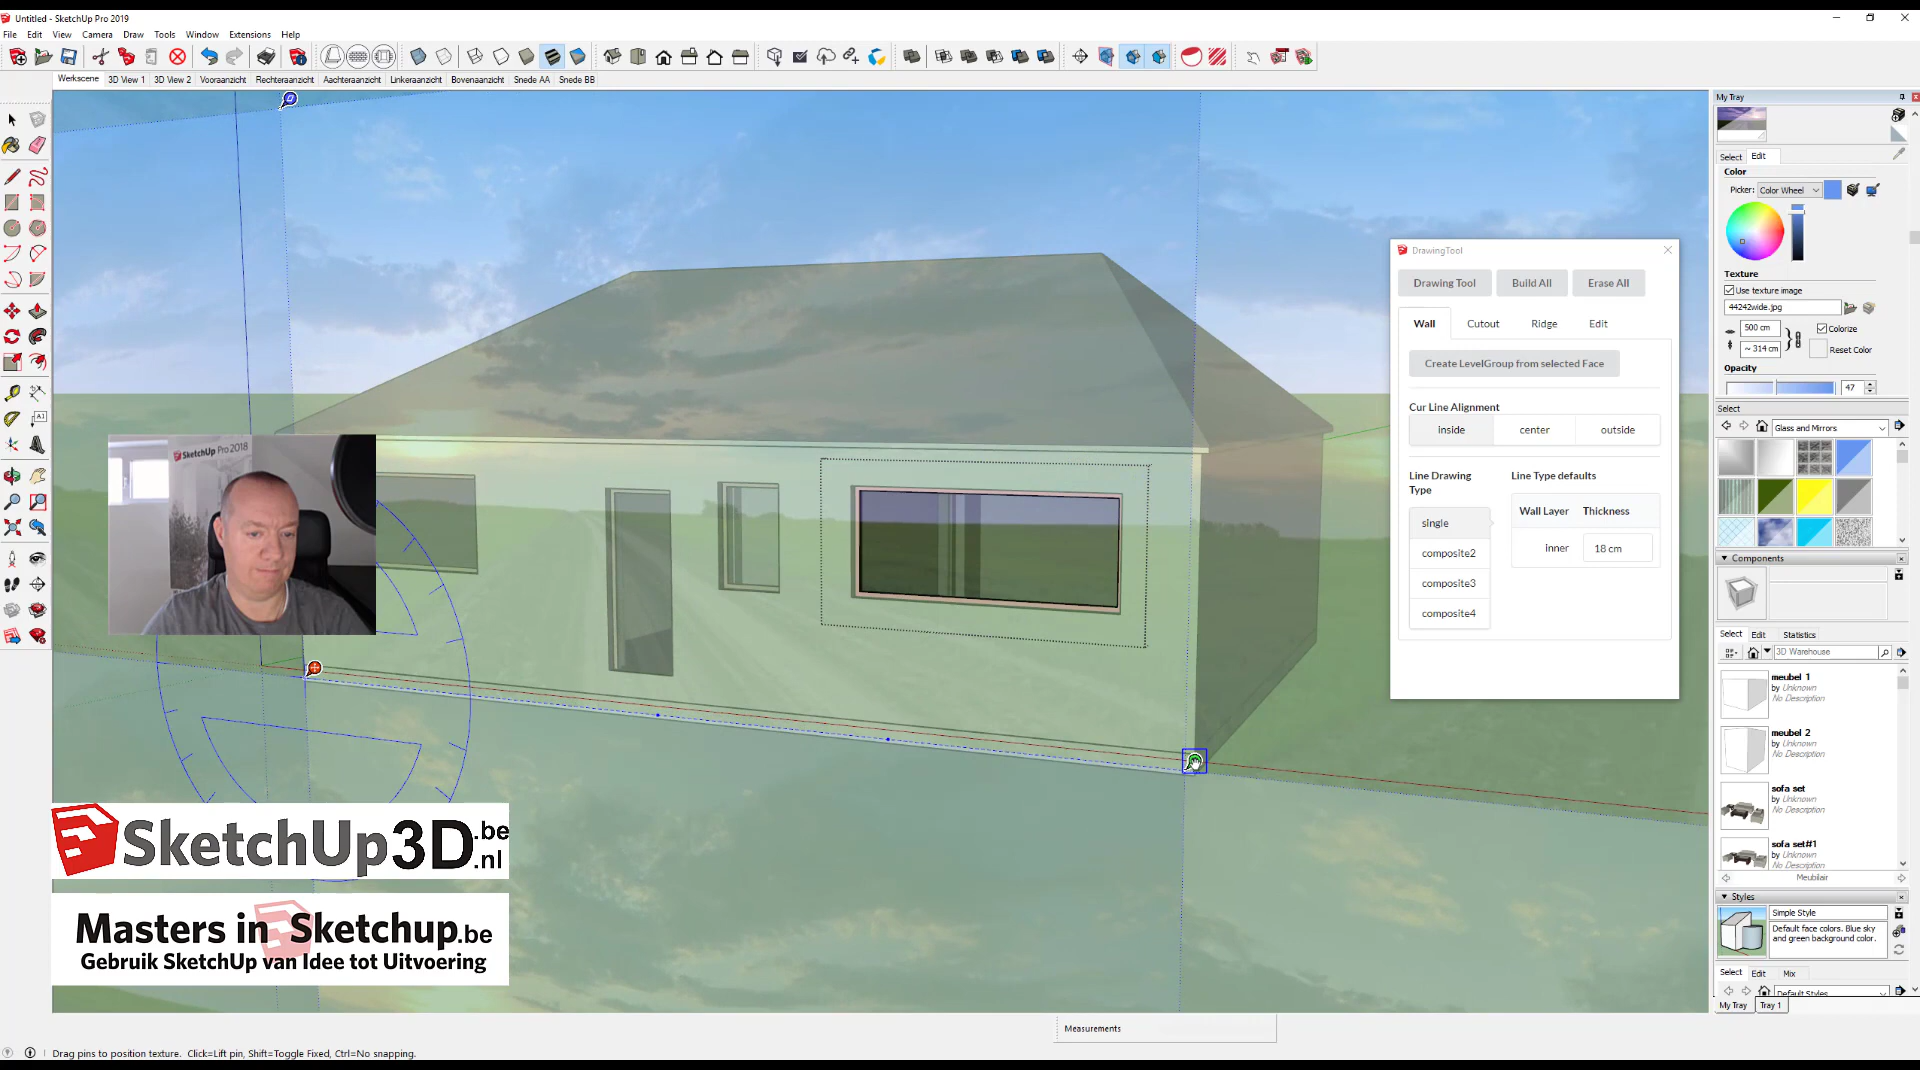 Untitled - SketchUp Pro 2019
File Edit View Camera Draw Tools Window Extensions Help
Werkscene 3D View 1 3D View 2 Vooraanzicht Rechteraanzicht Achteraanzicht Linkeraanzicht Bovenaanzicht Snede AA Snede BB
My Tray
Select Edit
Color
Picker: Color Wheel
Texture
Use texture image
44242wide.jpg
500 cm Colorize
~ 314 cm Reset Color
Opacity
47
Select
Glass and Mirrors
Components
Select Edit Statistics
3D Warehouse
meubel 1
by Unknown
No Description
meubel 2
by Unknown
No Description
sofa set
by Unknown
No Description
sofa set#1
by Unknown
No Description
Meubilair
Styles
Simple Style
Default face colors. Blue sky
and green background color.
Select Edit Mix
Default Styles
My Tray Tray 1
DrawingTool
Drawing Tool Build All Erase All
Wall Cutout Ridge Edit
Create LevelGroup from selected Face
Cur Line Alignment
inside center outside
Line Drawing
Type
Line Type defaults
single
composite2
composite3
composite4
Wall Layer Thickness
inner 18 cm
SketchUp Pro 2018
A1
SketchUp3D.be
.nl
Masters in Sketchup.be
Gebruik SketchUp van Idee tot Uitvoering
Measurements
Drag pins to position texture. Click=Lift pin, Shift=Toggle Fixed, Ctrl=No snapping.